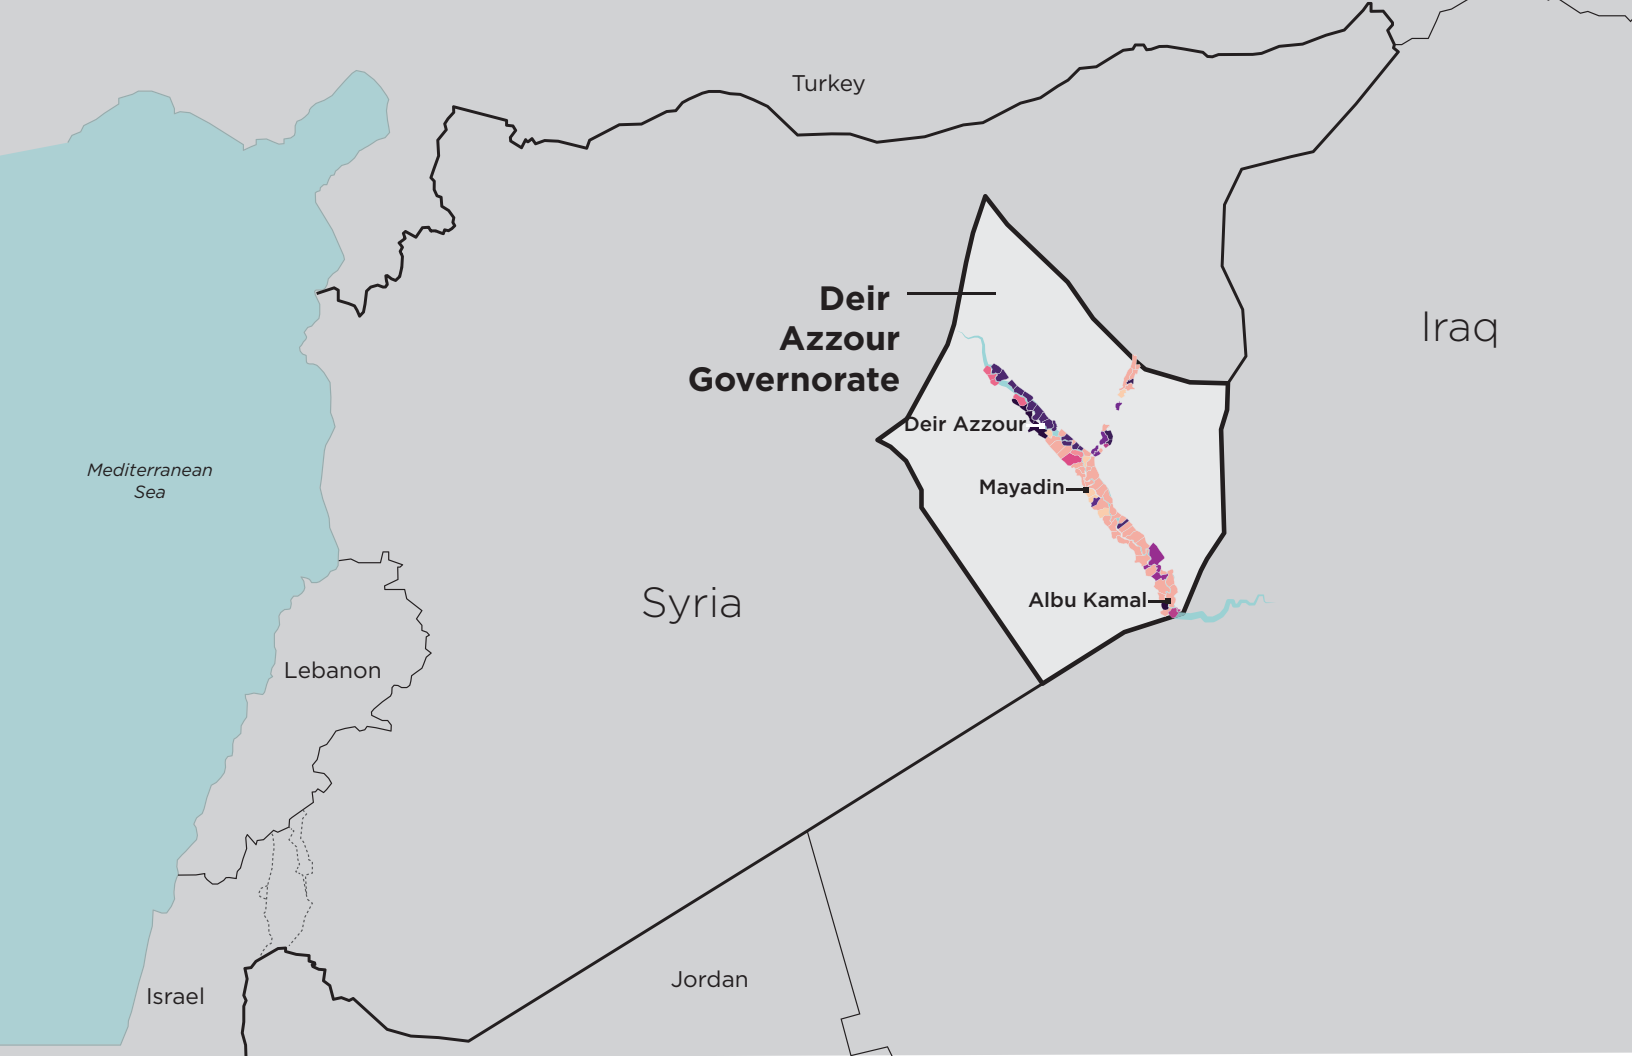 Turkey
Deir
Azzour
Governorate
Iraq
Deir Azzour
Mediterranean
Sea
Mayadin
Syria
Albu Kamal
Lebanon
Jordan
Israel